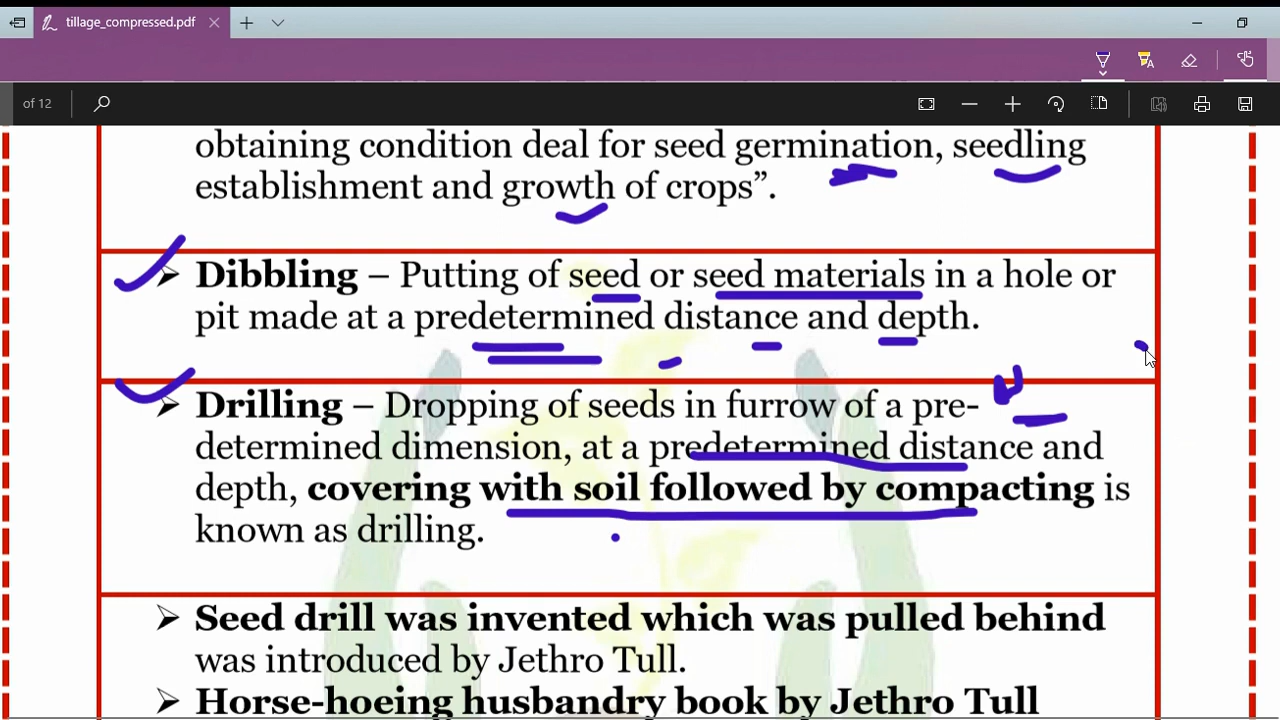 tillage_compressed.pdf
of 12
obtaining condition deal for seed germination, seedling
establishment and growth of crops”.
➢ Dibbling – Putting of seed or seed materials in a hole or
pit made at a predetermined distance and depth.
➢ Drilling – Dropping of seeds in furrow of a pre-
determined dimension, at a predetermined distance and
depth, covering with soil followed by compacting is
known as drilling.
➢ Seed drill was invented which was pulled behind
was introduced by Jethro Tull.
➢ Horse-hoeing husbandry book by Jethro Tull